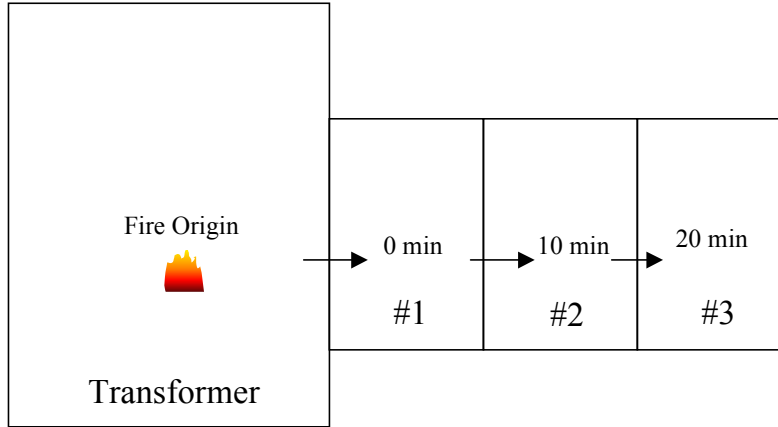 Fire Origin
0 min
10 min
20 min
#1
#2
#3
Transformer